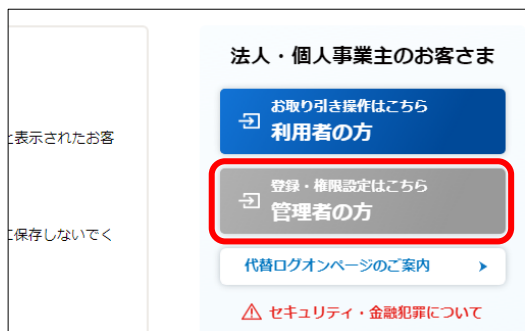 法人・個人事業主のお客さま
お取り引き操作はこちら
利用者の方
と表示されたお客
登録・権限設定はこちら
管理者の方
に保存しないでく
代替ログオンページのご案内
セキュリティ・金融犯罪について